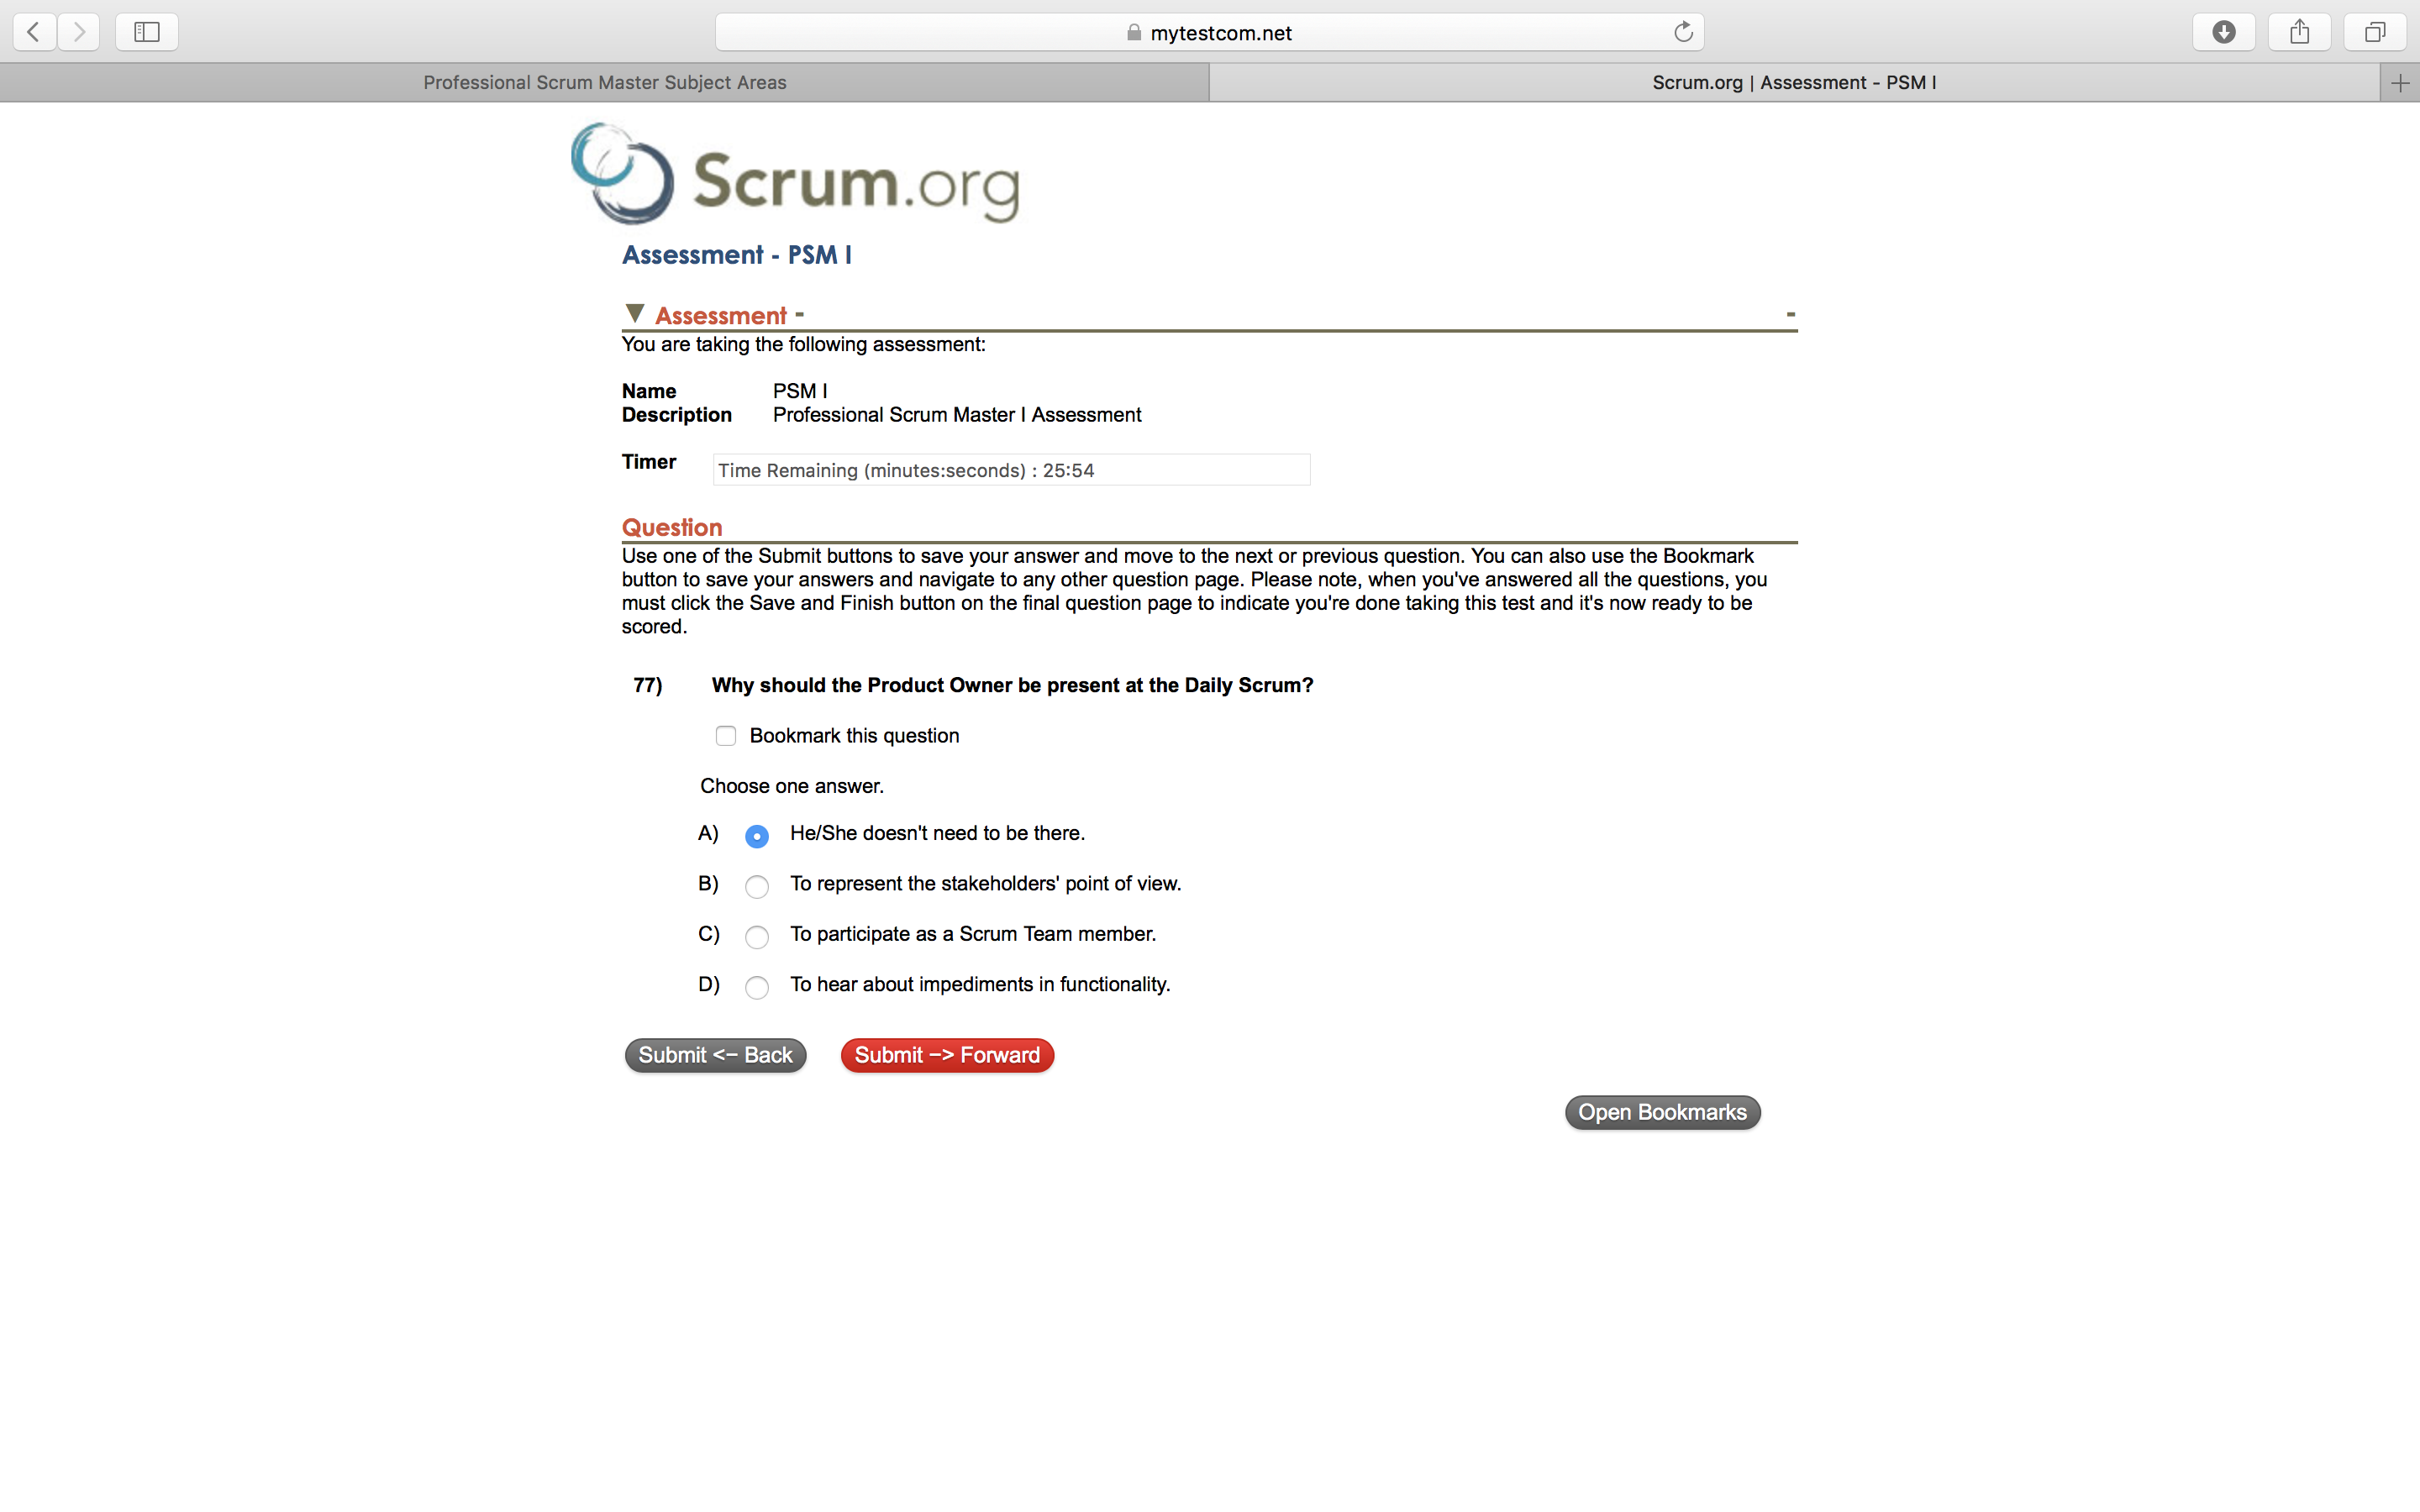 mytestcom.net
Professional Scrum Master Subject Areas
Scrum.org | Assessment - PSM I
Scrum.org
Assessment - PSM I
▼ Assessment - -
You are taking the following assessment:
Name PSM I
Description Professional Scrum Master I Assessment
Timer Time Remaining (minutes:seconds) : 25:54
Question
Use one of the Submit buttons to save your answer and move to the next or previous question. You can also use the Bookmark
button to save your answers and navigate to any other question page. Please note, when you've answered all the questions, you
must click the Save and Finish button on the final question page to indicate you're done taking this test and it's now ready to be
scored.
77) Why should the Product Owner be present at the Daily Scrum?
Bookmark this question
Choose one answer.
A) He/She doesn't need to be there.
B) To represent the stakeholders' point of view.
C) To participate as a Scrum Team member.
D) To hear about impediments in functionality.
Submit <− Back Submit −> Forward
Open Bookmarks